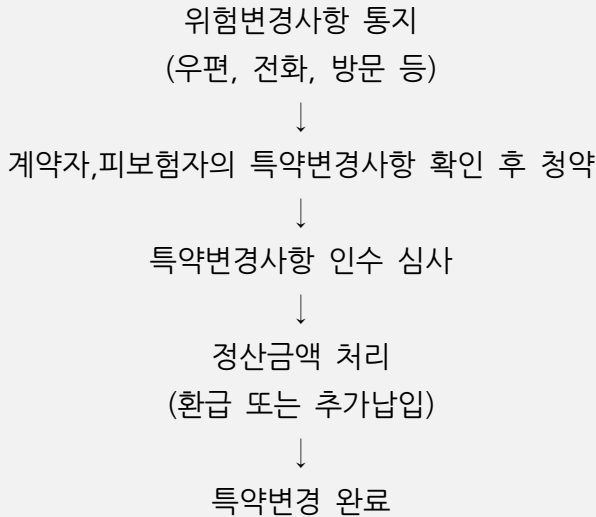 위험변경사항 통지
(우편, 전화, 방문 등)
↓
계약자,피보험자의 특약변경사항 확인 후 청약
↓
특약변경사항 인수 심사
↓
정산금액 처리
(환급 또는 추가납입)
↓
특약변경 완료